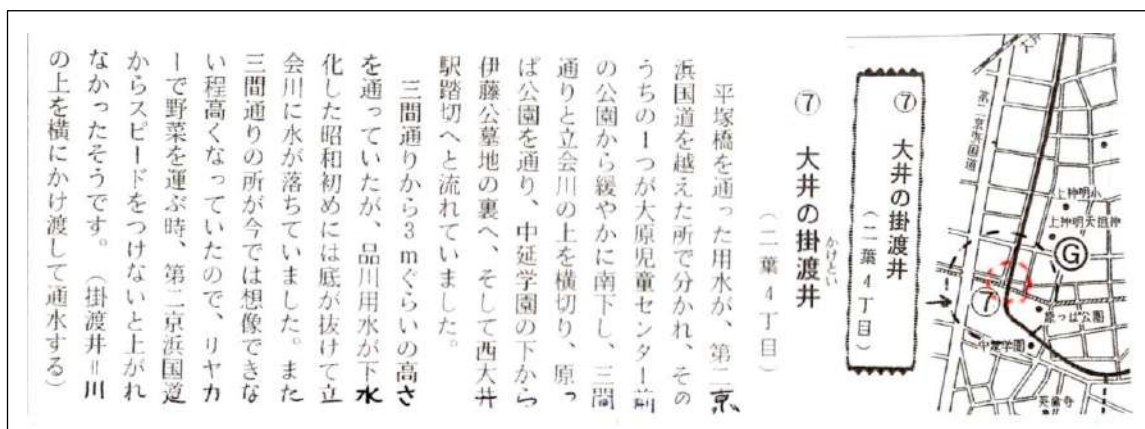 ⑦ 大井の掛渡井
（二葉4丁目）
⑦ 大井の掛渡井
かけとい
（二葉4丁目）
平塚橋を通った用水が、第二京
浜国道を越えた所で分かれ、その
うちの1つが大原児童センター前
の公園から緩やかに南下し、三間
通りと立会川の上を横切り、原っ
ぱ公園を通り、中延学園の下から
伊藤公墓地の裏へ、そして西大井
駅踏切へと流れていました。
三間通りから3mぐらいの高さ
を通っていたが、品川用水が下水
化した昭和初めには底が抜けて立
会川に水が落ちていました。また
三間通りの所が今では想像できな
い程高くなっていたので、リヤカ
ーで野菜を運ぶ時、第二京浜国道
からスピードをつけないと上がれ
なかったそうです。（掛渡井＝川
の上を横にかけ渡して通水する）
第二京浜国道
上神明小
上神明天祖神
G
⑦
原っぱ公園
中延学園